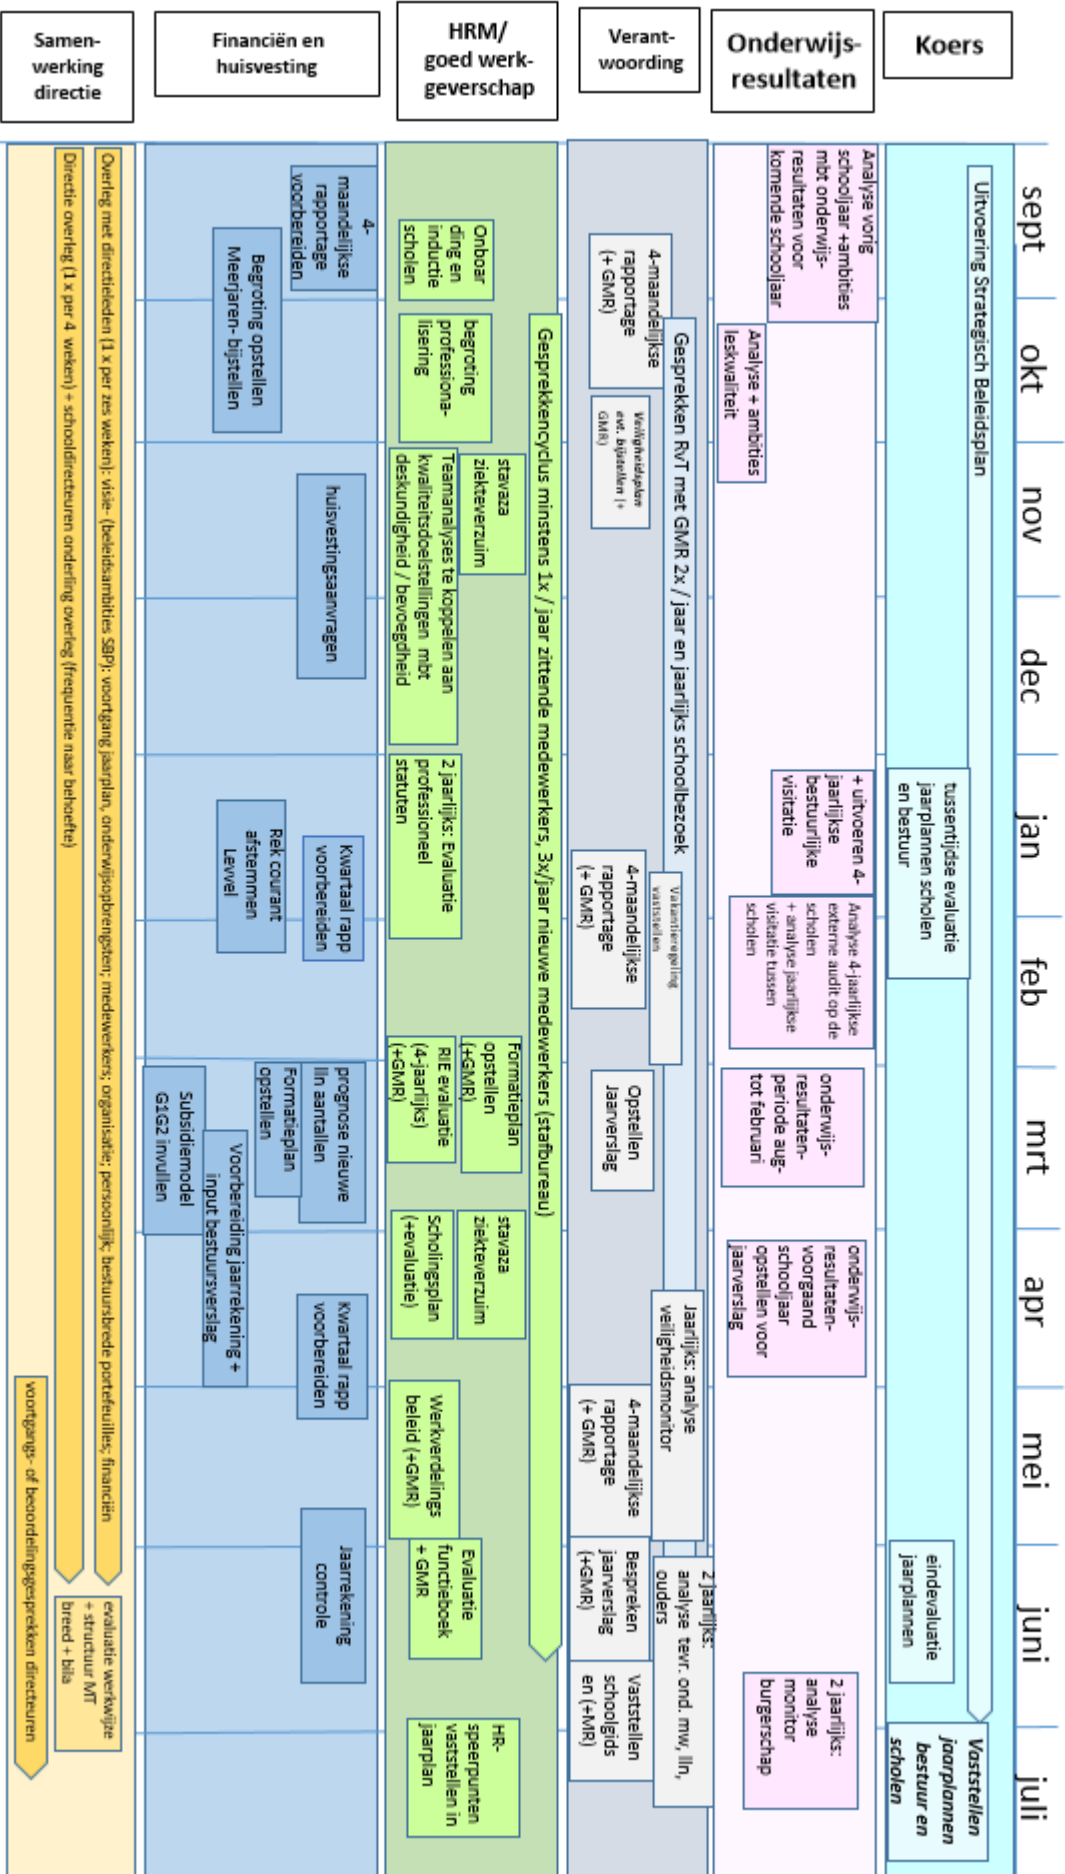 Samen-
werking
directie
Financiën en
huisvesting
HRM/
goed werk-
geverschap
Verant-
woording
Onderwijs-
resultaten
Koers
sept
okt
nov
dec
jan
feb
mrt
apr
mei
juni
juli
Uitvoering Strategisch Beleidsplan
tussentijdse evaluatie
jaarplannen scholen
en bestuur
eindevaluatie
jaarplannen
Vaststellen
jaarplannen
bestuur en
scholen
Analyse vorig
schooljaar +ambities
mbt onderwijs-
resultaten voor
komende schooljaar
Analyse + ambities
leskwaliteit
+ uitvoeren 4-
jaarlijkse
bestuurlijke
visitatie
Analyse 4-jaarlijkse
externe audit op de
scholen
+ analyse jaarlijkse
visitatie tussen
scholen
onderwijs-
resultaten-
periode aug-
tot februari
onderwijs-
resultaten-
voorgaand
schooljaar
opstellen voor
jaarverslag
2 jaarlijks:
analyse
monitor
burgerschap
Gesprekken RvT met GMR 2x / jaar en jaarlijks schoolbezoek
4-maandelijkse
rapportage
(+ GMR)
Veiligheidsplan
evt. bijstellen (+
GMR)
Vakantieregeling
vaststellen
4-maandelijkse
rapportage
(+ GMR)
Opstellen
Jaarverslag
Jaarlijks: analyse
veiligheidsmonitor
4-maandelijkse
rapportage
(+ GMR)
2 jaarlijks:
analyse tevr. ond. mw, lln,
ouders
Bespreken
jaarverslag
(+GMR)
Vaststellen
schoolgids
en (+MR)
Gesprekkencyclus minstens 1x / jaar zittende medewerkers, 3x/jaar nieuwe medewerkers (stafbureau)
Onboar
ding en
inductie
scholen
begroting
professiona-
lisering
stavaza
ziekteverzuim
Teamanalyses te koppelen aan
kwaliteitsdoelstellingen mbt
deskundigheid / bevoegdheid
2 jaarlijks: Evaluatie
professioneel
statuten
Formatieplan
opstellen
(+GMR)
RIE evaluatie
(4-jaarlijks)
(+GMR)
stavaza
ziekteverzuim
Scholingsplan
(+evaluatie)
Werkverdelings
beleid (+GMR)
Evaluatie
functieboek
+ GMR
HR-
speerpunten
vaststellen in
jaarplan
4-
maandelijkse
rapportage
voorbereiden
Begroting opstellen
Meerjaren- bijstellen
huisvestingsaanvragen
Kwartaal rapp
voorbereiden
Rek courant
afstemmen
Levvel
prognose nieuwe
lln aantallen
Formatieplan
opstellen
Voorbereiding jaarrekening +
input bestuursverslag
Subsidiemodel
G1G2 invullen
Kwartaal rapp
voorbereiden
Jaarrekening
controle
Overleg met directieleden (1 x per zes weken): visie- (beleidsambities SBP): voortgang jaarplan, onderwijsopbrengsten; medewerkers; organisatie; persoonlijk; bestuursbrede portefeuilles; financiën
Directie overleg (1 x per 4 weken) + schooldirecteuren onderling overleg (frequentie naar behoefte)
evaluatie werkwijze
+ structuur MT
breed + bila
voortgangs- of beoordelingsgesprekken directeuren